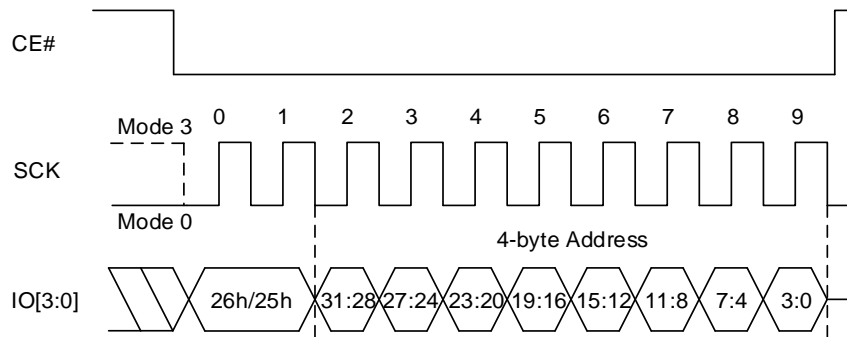 CE#
0 1 2 3 4 5 6 7 8 9
Mode 3
SCK
Mode 0
4-byte Address
IO[3:0] 26h/25h 31:28 27:24 23:20 19:16 15:12 11:8 7:4 3:0